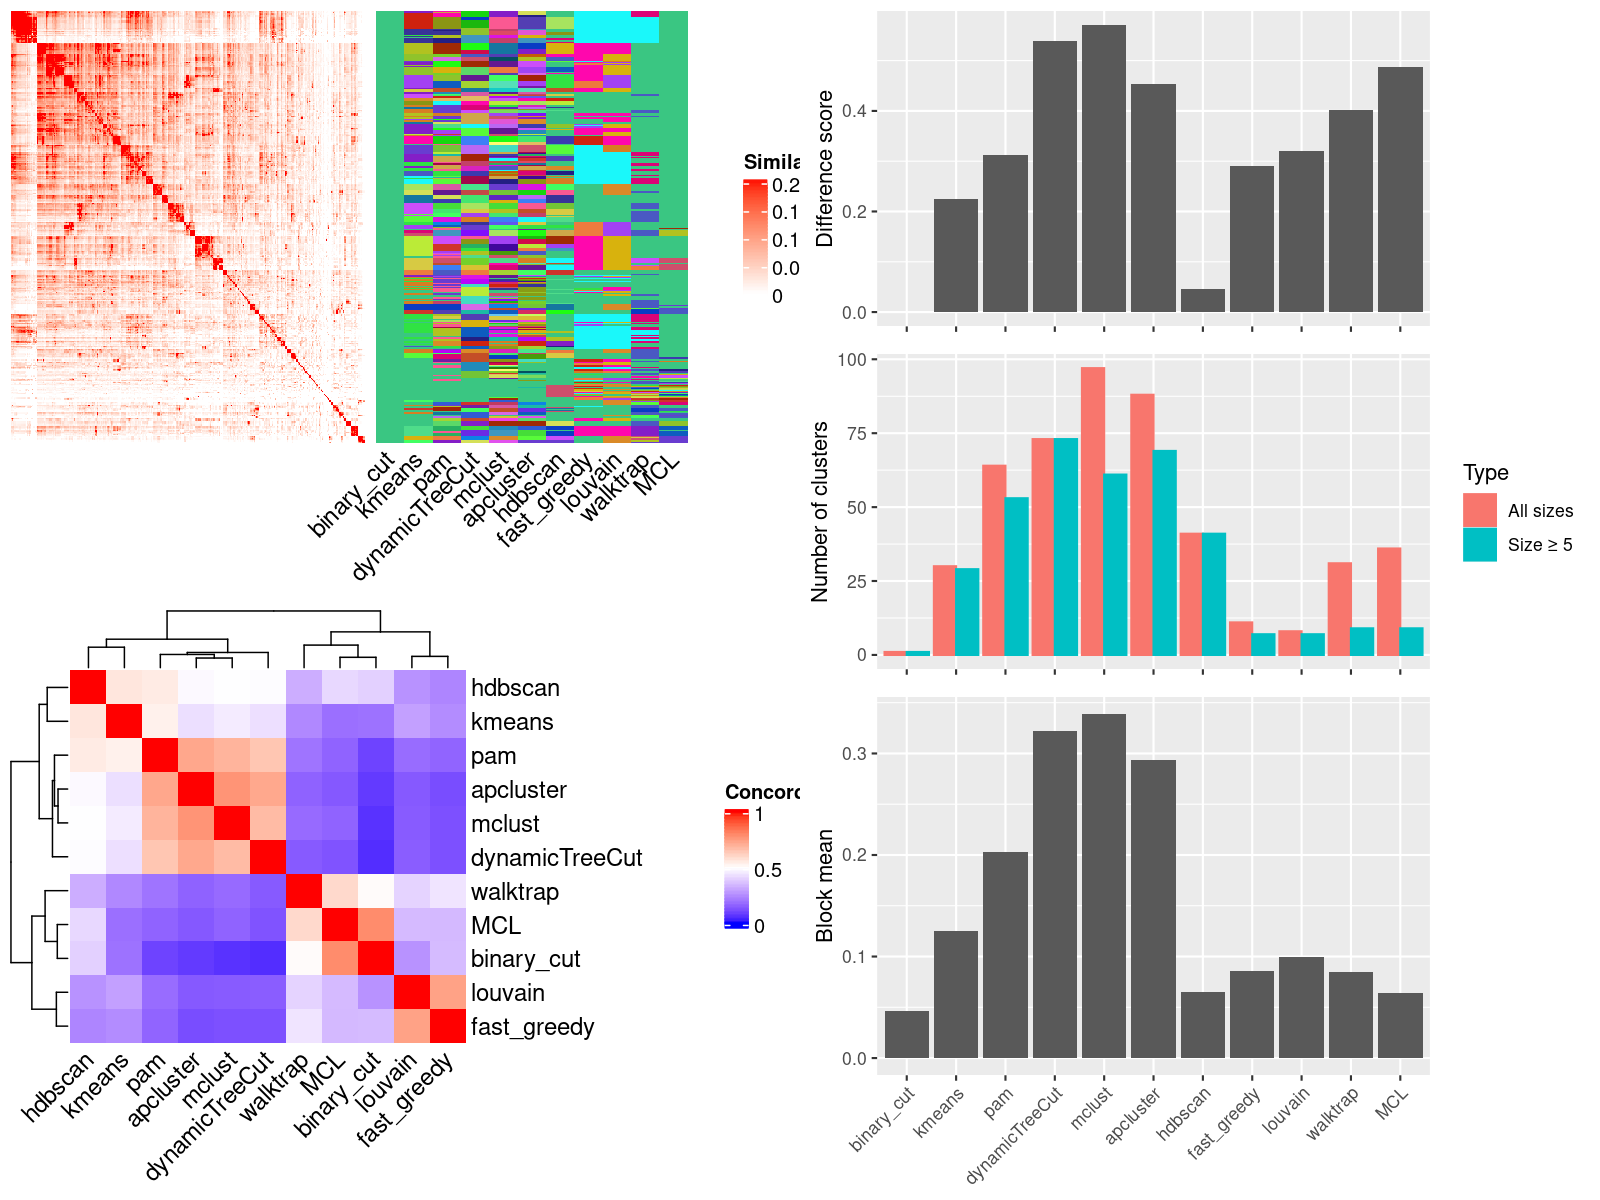 Simila
0.2
0.1
0.1
0.0
0
binary_cut
kmeans
pam
dynamicTreeCut
mclust
apcluster
hdbscan
fast_greedy
louvain
walktrap
MCL
hdbscan
kmeans
pam
apcluster
mclust
dynamicTreeCut
walktrap
MCL
binary_cut
louvain
fast_greedy
hdbscan
kmeans
pam
apcluster
mclust
dynamicTreeCut
walktrap
MCL
binary_cut
louvain
fast_greedy
Concord
1
0.5
0
Difference score
0.4
0.2
0.0
Number of clusters
100
75
50
25
0
Type
All sizes
Size ≥ 5
Block mean
0.3
0.2
0.1
0.0
binary_cut
kmeans
pam
dynamicTreeCut
mclust
apcluster
hdbscan
fast_greedy
louvain
walktrap
MCL